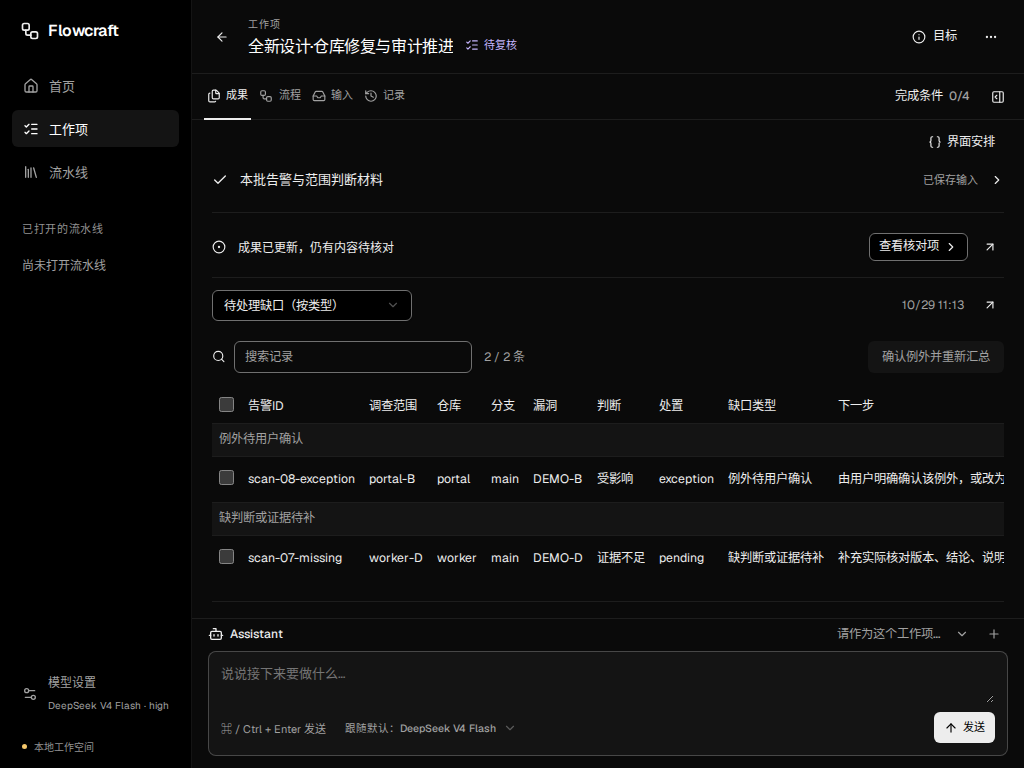 Flowcraft
首页
工作项
流水线
已打开的流水线
尚未打开流水线
模型设置
DeepSeek V4 Flash · high
本地工作空间
工作项
全新设计·仓库修复与审计推进 待复核
目标
成果 流程 输入 记录
完成条件 0/4
{ } 界面安排
本批告警与范围判断材料 已保存输入
成果已更新，仍有内容待核对 查看核对项
待处理缺口（按类型） 10/29 11:13
搜索记录 2 / 2 条 确认例外并重新汇总
告警ID 调查范围 仓库 分支 漏洞 判断 处置 缺口类型 下一步
例外待用户确认
scan-08-exception portal-B portal main DEMO-B 受影响 exception 例外待用户确认 由用户明确确认该例外，或改为
缺判断或证据待补
scan-07-missing worker-D worker main DEMO-D 证据不足 pending 缺判断或证据待补 补充实际核对版本、结论、说明
Assistant 请作为这个工作项...
说说接下来要做什么...
⌘ / Ctrl + Enter 发送 跟随默认：DeepSeek V4 Flash 发送